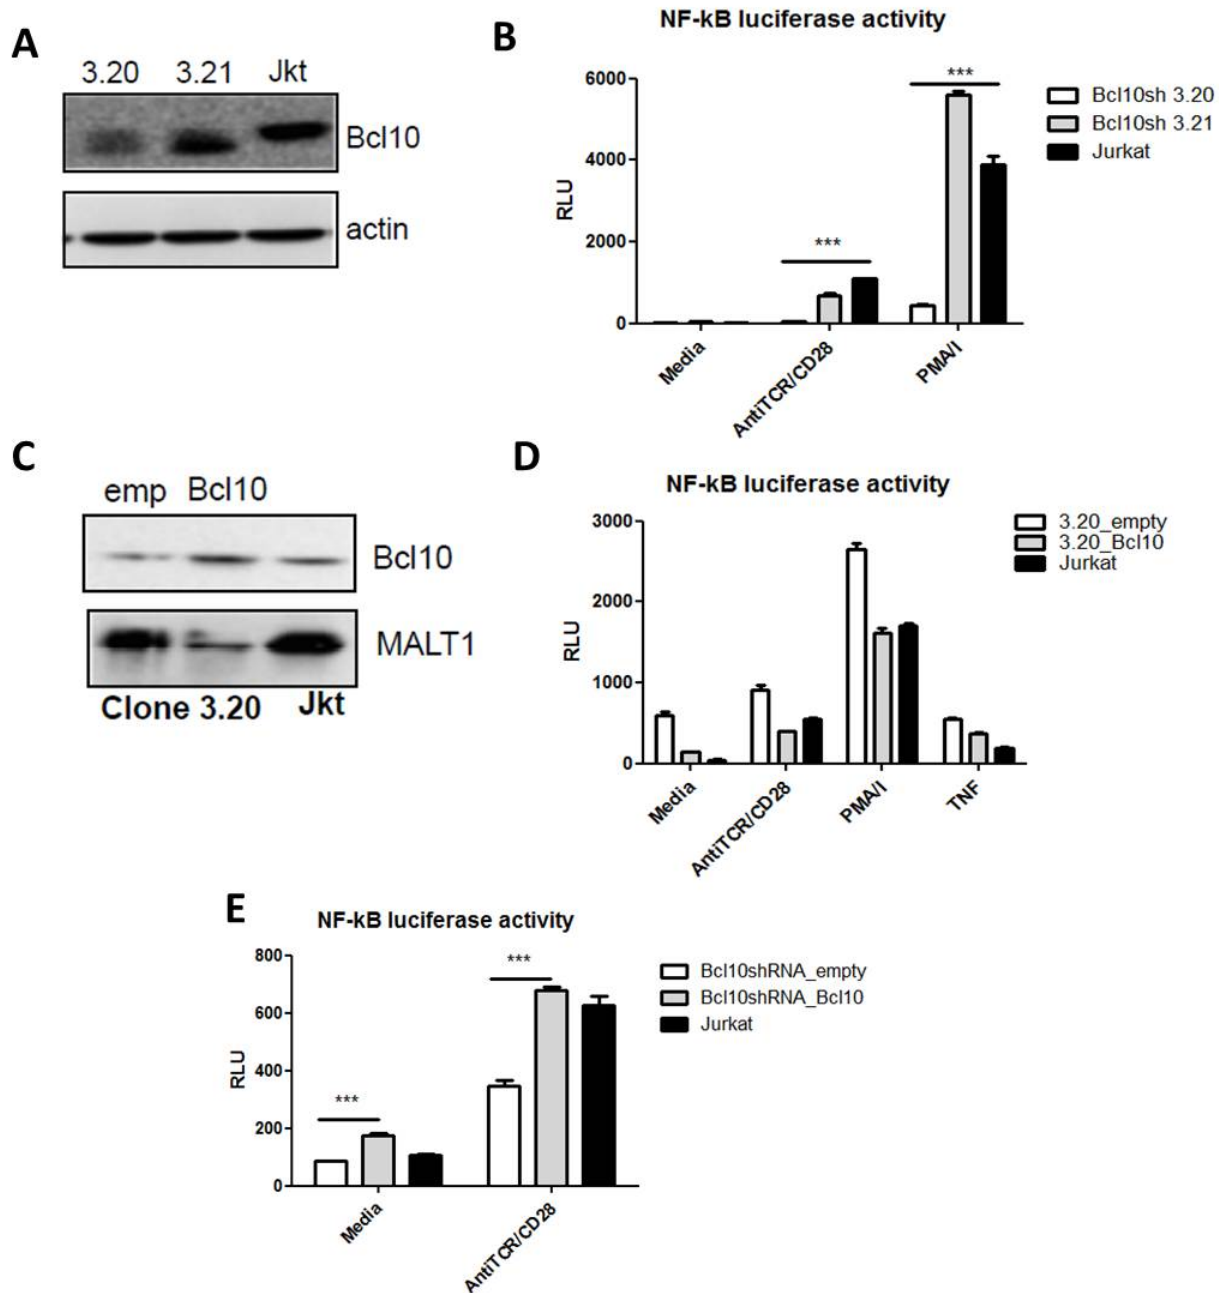 A
3.20 3.21 Jkt
Bcl10
actin
B
NF-kB luciferase activity
6000
4000
2000
0
RLU
***
***
Media
AntiTCR/CD28
PMA/I
Bcl10sh 3.20
Bcl10sh 3.21
Jurkat
C
emp Bcl10
Bcl10
MALT1
Clone 3.20 Jkt
D
NF-kB luciferase activity
3000
2000
1000
0
RLU
Media
AntiTCR/CD28
PMA/I
TNF
3.20_empty
3.20_Bcl10
Jurkat
E
NF-kB luciferase activity
800
600
400
200
0
RLU
***
***
Media
AntiTCR/CD28
Bcl10shRNA_empty
Bcl10shRNA_Bcl10
Jurkat